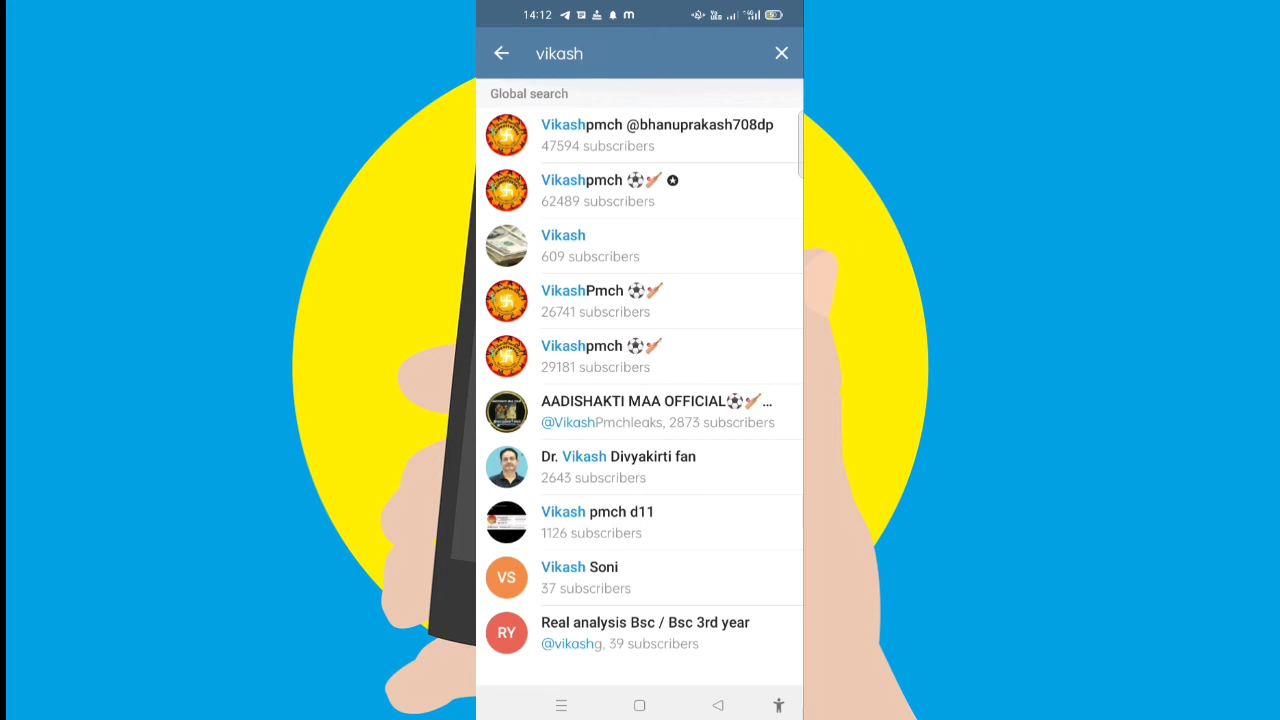 14:12
vikash
Global search
Vikashpmch @bhanuprakash708dp
47594 subscribers
Vikashpmch ⚽🏏 ✪
62489 subscribers
Vikash
609 subscribers
VikashPmch ⚽🏏
26741 subscribers
Vikashpmch ⚽🏏
29181 subscribers
AADISHAKTI MAA OFFICIAL⚽🏏...
@VikashPmchleaks, 2873 subscribers
Dr. Vikash Divyakirti fan
2643 subscribers
Vikash pmch d11
1126 subscribers
VS
Vikash Soni
37 subscribers
RY
Real analysis Bsc / Bsc 3rd year
@vikashg, 39 subscribers